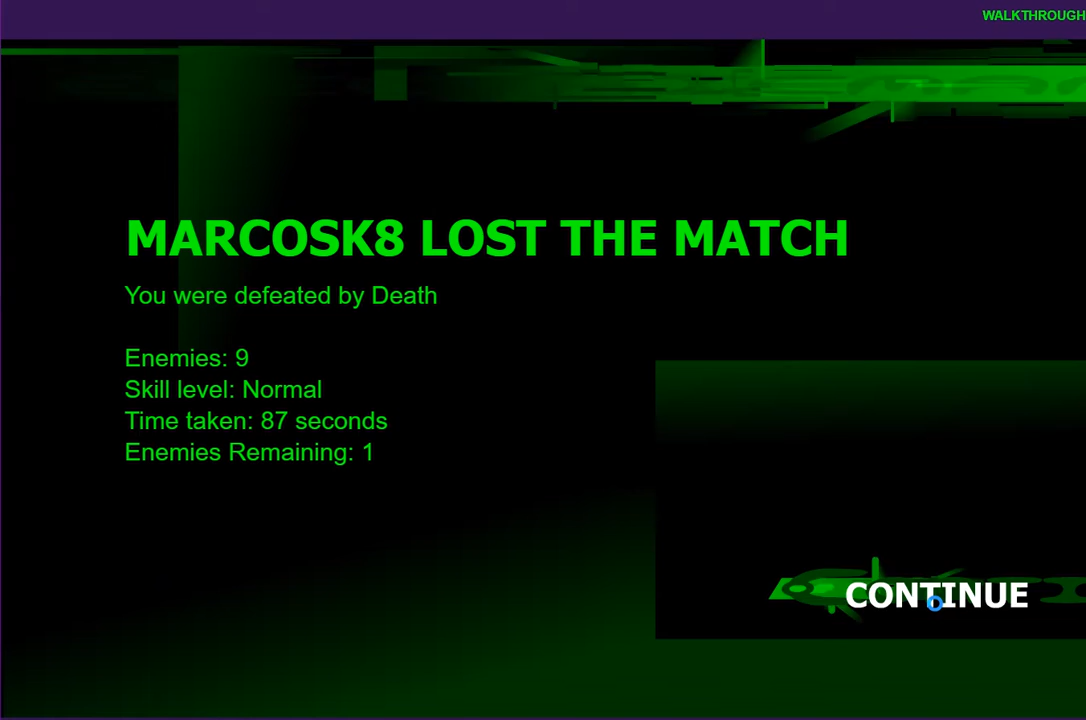 WALKTHROUGH
MARCOSK8 LOST THE MATCH
You were defeated by Death
Enemies: 9
Skill level: Normal
Time taken: 87 seconds
Enemies Remaining: 1
CONTINUE